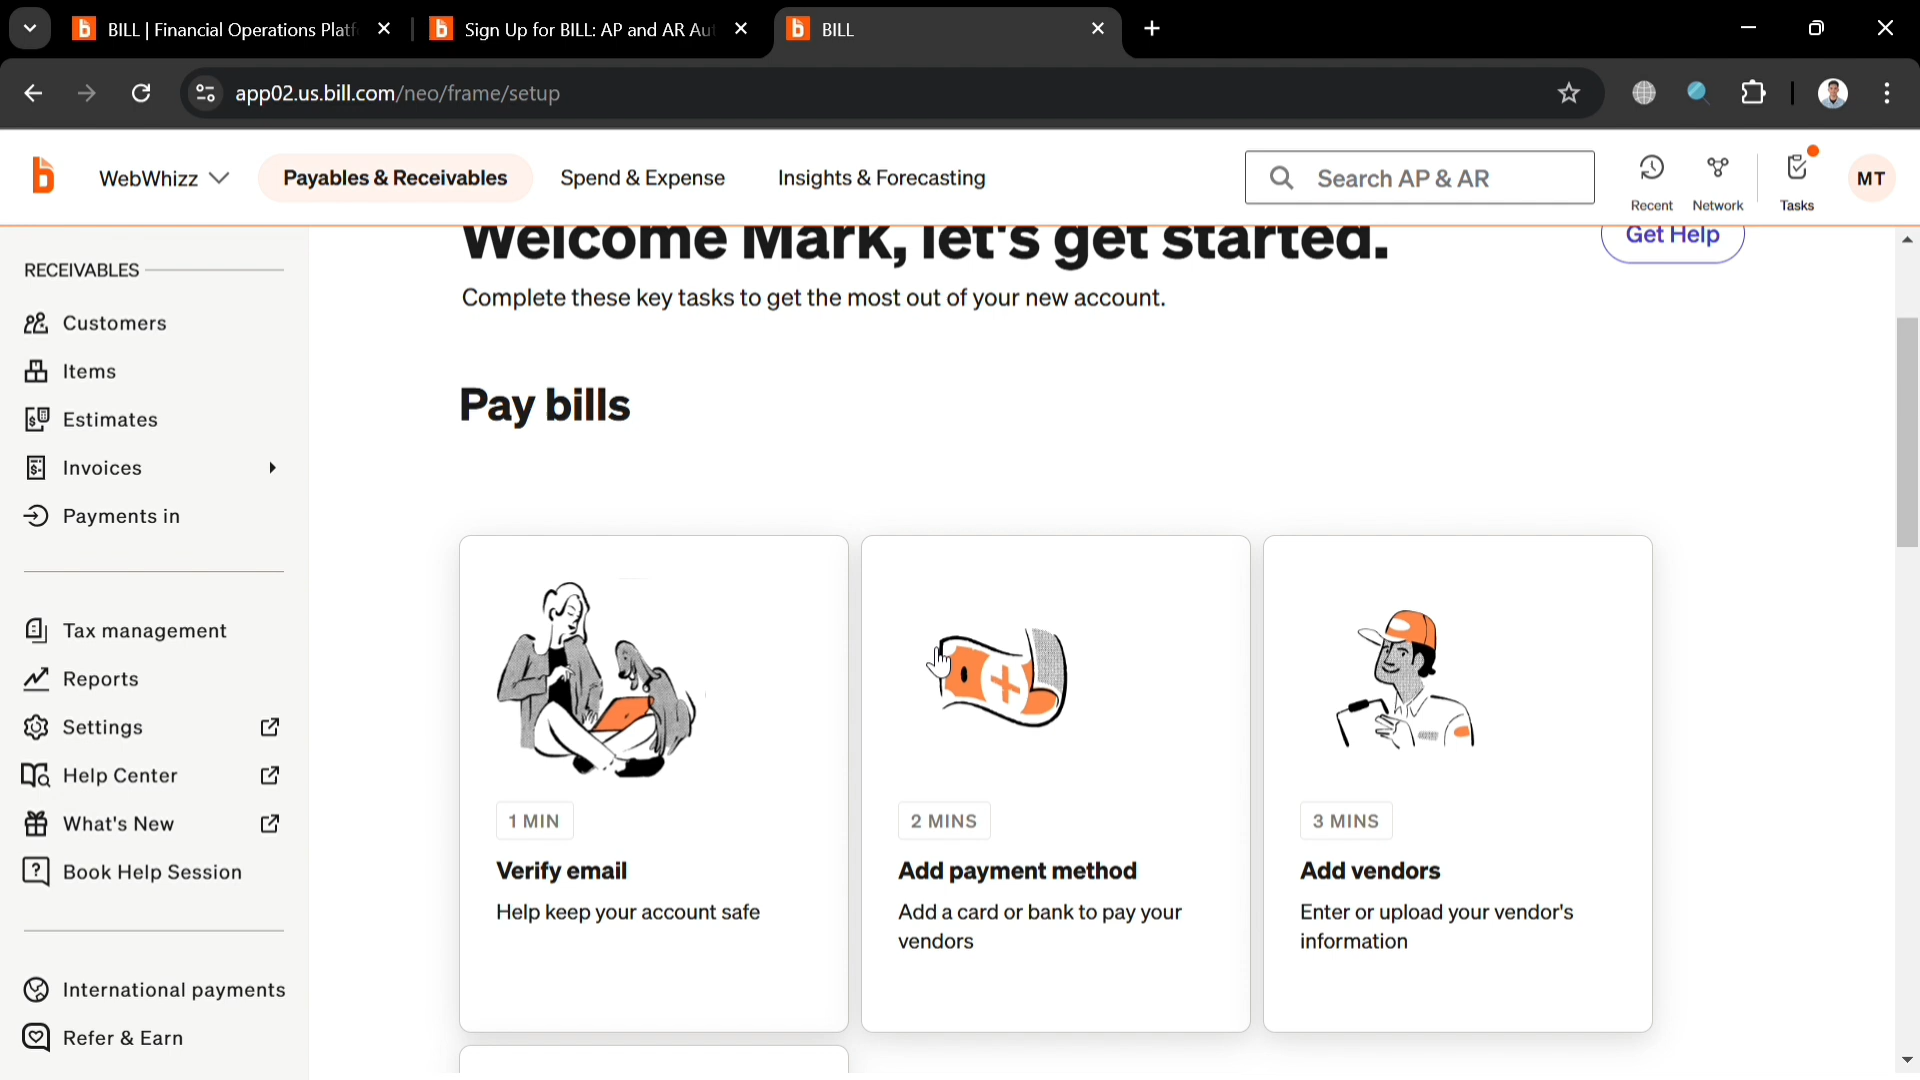 BILL | Financial Operations Platf
Sign Up for BILL: AP and AR Aut
BILL
app02.us.bill.com/neo/frame/setup
WebWhizz
Payables & Receivables
Spend & Expense
Insights & Forecasting
Search AP & AR
Recent
Network
Tasks
MT
RECEIVABLES
Customers
Items
Estimates
Invoices
Payments in
Tax management
Reports
Settings
Help Center
What's New
Book Help Session
International payments
Refer & Earn
Welcome Mark, let's get started.
Get Help
Complete these key tasks to get the most out of your new account.
Pay bills
1 MIN
Verify email
Help keep your account safe
2 MINS
Add payment method
Add a card or bank to pay your
vendors
3 MINS
Add vendors
Enter or upload your vendor's
information